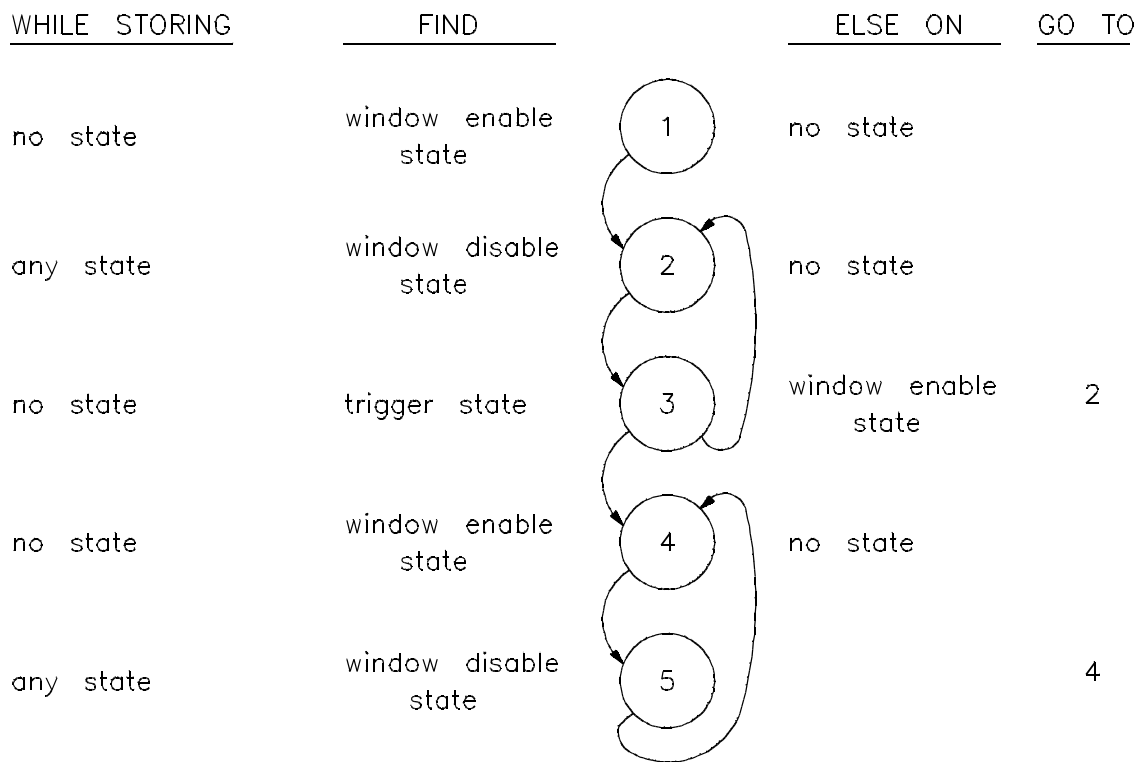 WHILE STORING FIND ELSE ON GO TO
no state window enable state 1 no state
any state window disable state 2 no state
no state trigger state 3 window enable state 2
no state window enable state 4 no state
any state window disable state 5 4